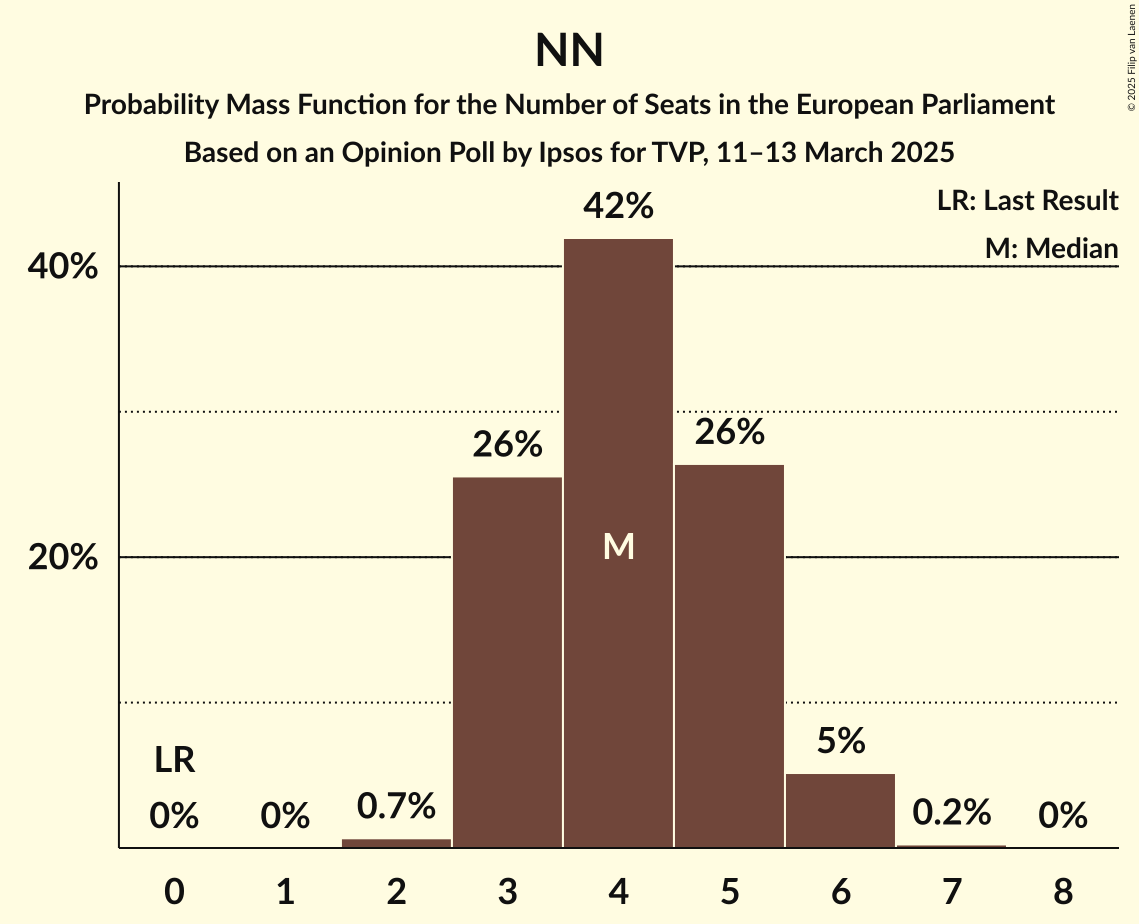 NN
Probability Mass Function for the Number of Seats in the European Parliament
Based on an Opinion Poll by Ipsos for TVP, 11–13 March 2025
© 2025 Filip van Laenen
LR: Last Result
M: Median
40%
20%
LR
0%
0%
0.7%
26%
42%
M
26%
5%
0.2%
0%
0 1 2 3 4 5 6 7 8